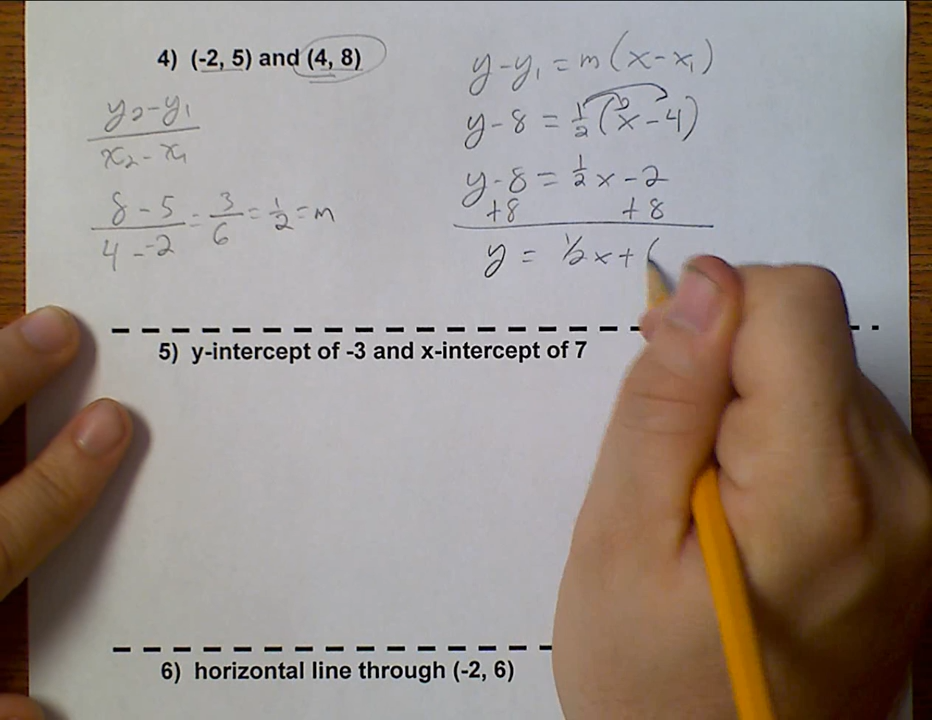 4) (-2, 5) and (4, 8)
y₂-y₁
x₂-x₁
8-5
4--2
=3/6=1/2=m
y-y₁=m(x-x₁)
y-8=1/2(x-4)
y-8=1/2x-2
+8 +8
y=1/2x+
5) y-intercept of -3 and x-intercept of 7
6) horizontal line through (-2, 6)